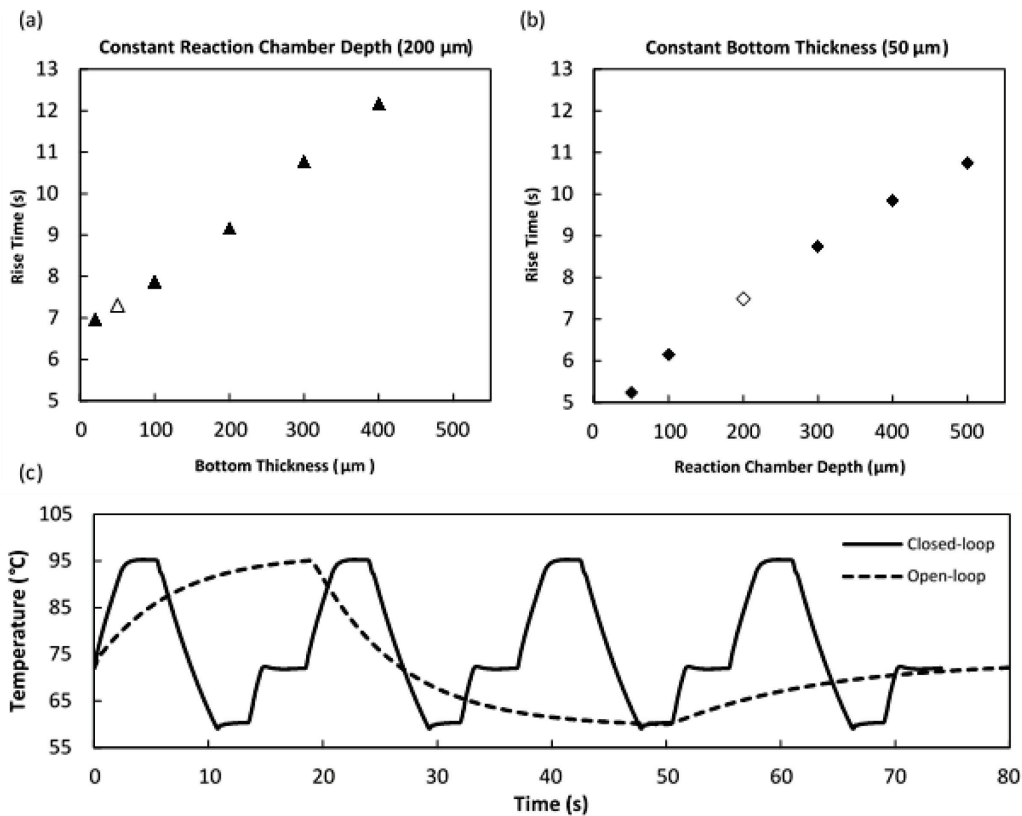 (a)
Constant Reaction Chamber Depth (200 µm)
13
12
11
10
9
8
7
6
5
Rise Time (s)
0 100 200 300 400 500
Bottom Thickness (µm )
(b)
Constant Bottom Thickness (50 µm)
13
12
11
10
9
8
7
6
5
Rise Time (s)
0 100 200 300 400 500
Reaction Chamber Depth (µm)
(c)
105
95
85
75
65
55
Temperature (°C)
Closed-loop
Open-loop
0 10 20 30 40 50 60 70 80
Time (s)